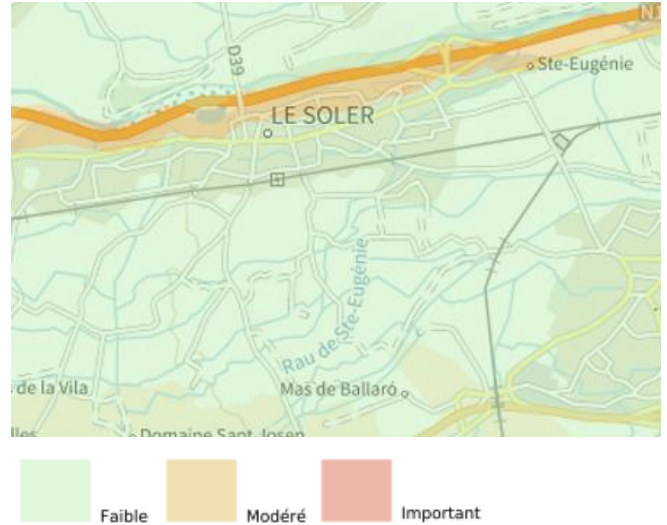 D39
Ste-Eugénie
LE SOLER
Rau de Ste-Eugénie
de la Vila
Mas de Ballaró
Domaine Sant Josep
Faible
Modéré
Important